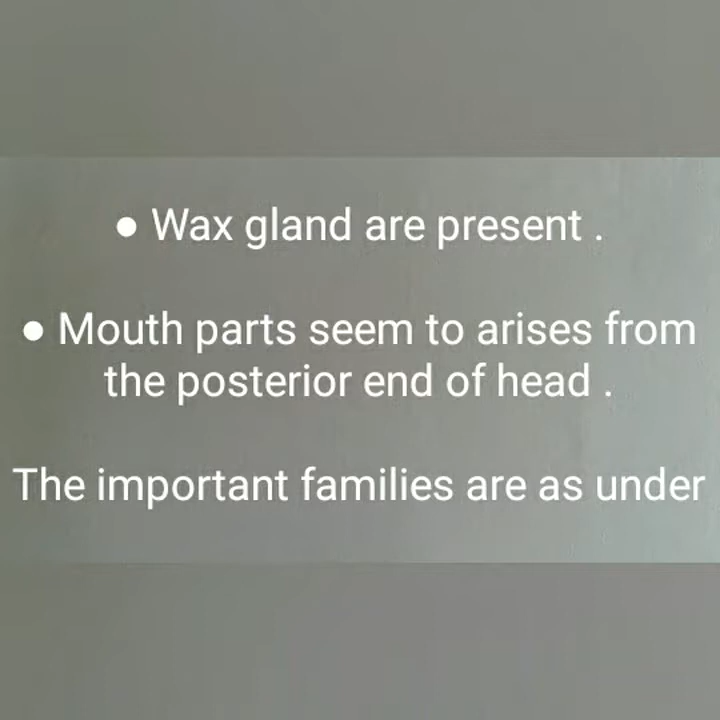 ● Wax gland are present .
● Mouth parts seem to arises from
the posterior end of head .
The important families are as under